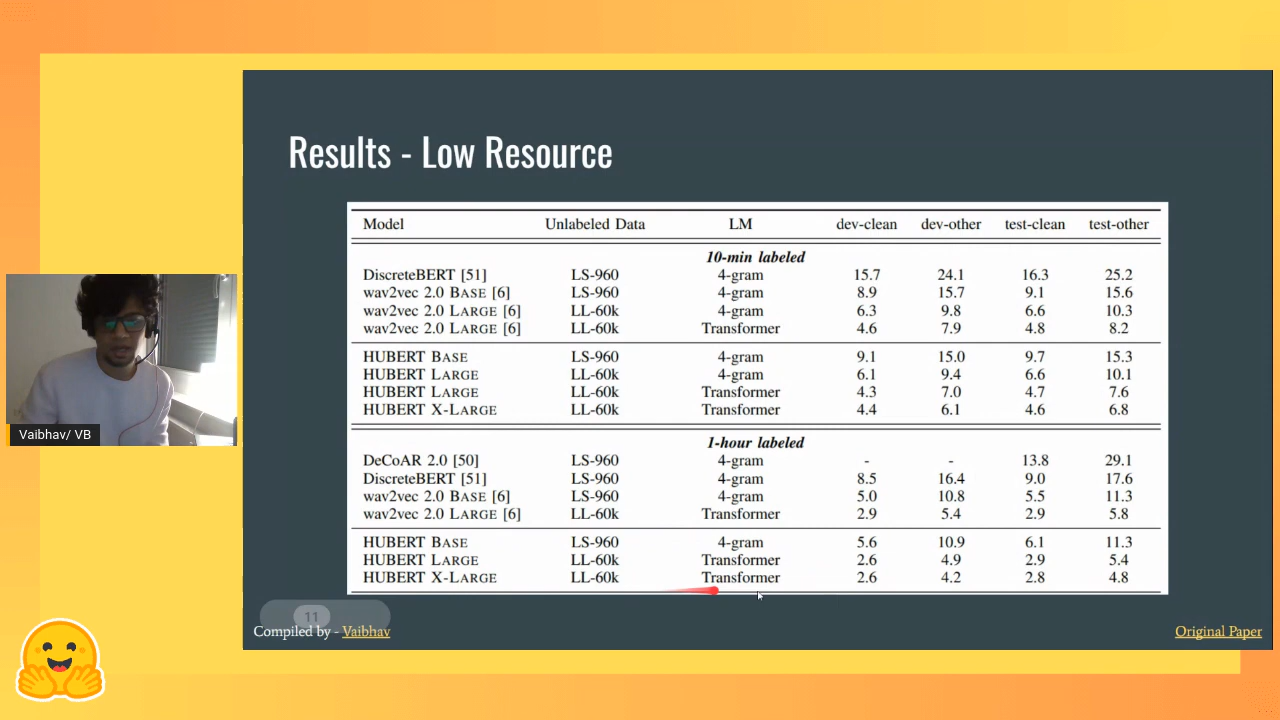 Results - Low Resource
Model Unlabeled Data LM dev-clean dev-other test-clean test-other
10-min labeled
DiscreteBERT [51] LS-960 4-gram 15.7 24.1 16.3 25.2
wav2vec 2.0 BASE [6] LS-960 4-gram 8.9 15.7 9.1 15.6
wav2vec 2.0 LARGE [6] LL-60k 4-gram 6.3 9.8 6.6 10.3
wav2vec 2.0 LARGE [6] LL-60k Transformer 4.6 7.9 4.8 8.2
HUBERT BASE LS-960 4-gram 9.1 15.0 9.7 15.3
HUBERT LARGE LL-60k 4-gram 6.1 9.4 6.6 10.1
HUBERT LARGE LL-60k Transformer 4.3 7.0 4.7 7.6
HUBERT X-LARGE LL-60k Transformer 4.4 6.1 4.6 6.8
1-hour labeled
DeCoAR 2.0 [50] LS-960 4-gram - - 13.8 29.1
DiscreteBERT [51] LS-960 4-gram 8.5 16.4 9.0 17.6
wav2vec 2.0 BASE [6] LS-960 4-gram 5.0 10.8 5.5 11.3
wav2vec 2.0 LARGE [6] LL-60k Transformer 2.9 5.4 2.9 5.8
HUBERT BASE LS-960 4-gram 5.6 10.9 6.1 11.3
HUBERT LARGE LL-60k Transformer 2.6 4.9 2.9 5.4
HUBERT X-LARGE LL-60k Transformer 2.6 4.2 2.8 4.8
Vaibhav/ VB
11
Compiled by - Vaibhav
Original Paper